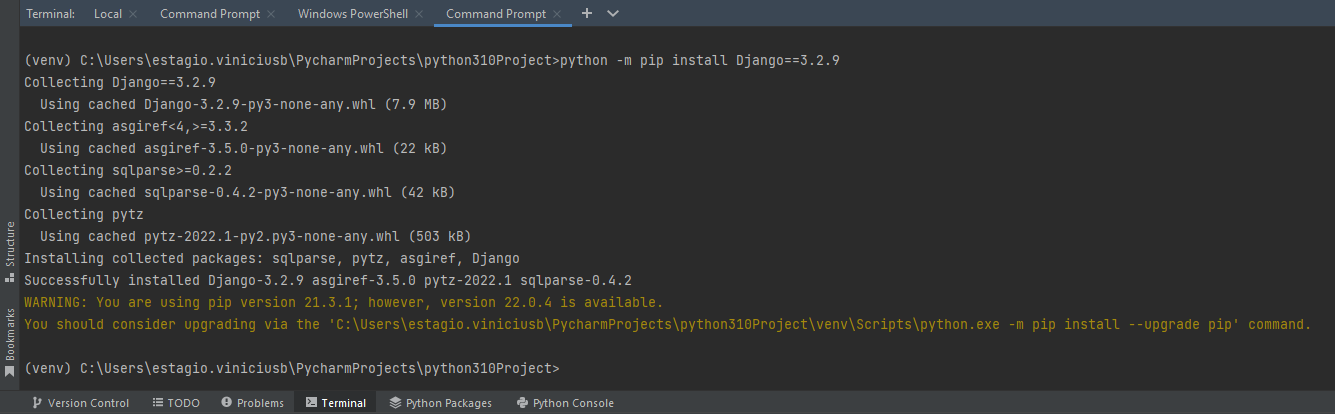 Terminal: Local Command Prompt Windows PowerShell Command Prompt
(venv) C:\Users\estagio.viniciusb\PycharmProjects\python310Project>python -m pip install Django==3.2.9
Collecting Django==3.2.9
  Using cached Django-3.2.9-py3-none-any.whl (7.9 MB)
Collecting asgiref<4,>=3.3.2
  Using cached asgiref-3.5.0-py3-none-any.whl (22 kB)
Collecting sqlparse>=0.2.2
  Using cached sqlparse-0.4.2-py3-none-any.whl (42 kB)
Collecting pytz
  Using cached pytz-2022.1-py2.py3-none-any.whl (503 kB)
Installing collected packages: sqlparse, pytz, asgiref, Django
Successfully installed Django-3.2.9 asgiref-3.5.0 pytz-2022.1 sqlparse-0.4.2
WARNING: You are using pip version 21.3.1; however, version 22.0.4 is available.
You should consider upgrading via the 'C:\Users\estagio.viniciusb\PycharmProjects\python310Project\venv\Scripts\python.exe -m pip install --upgrade pip' command.
(venv) C:\Users\estagio.viniciusb\PycharmProjects\python310Project>
Structure
Bookmarks
Version Control TODO Problems Terminal Python Packages Python Console